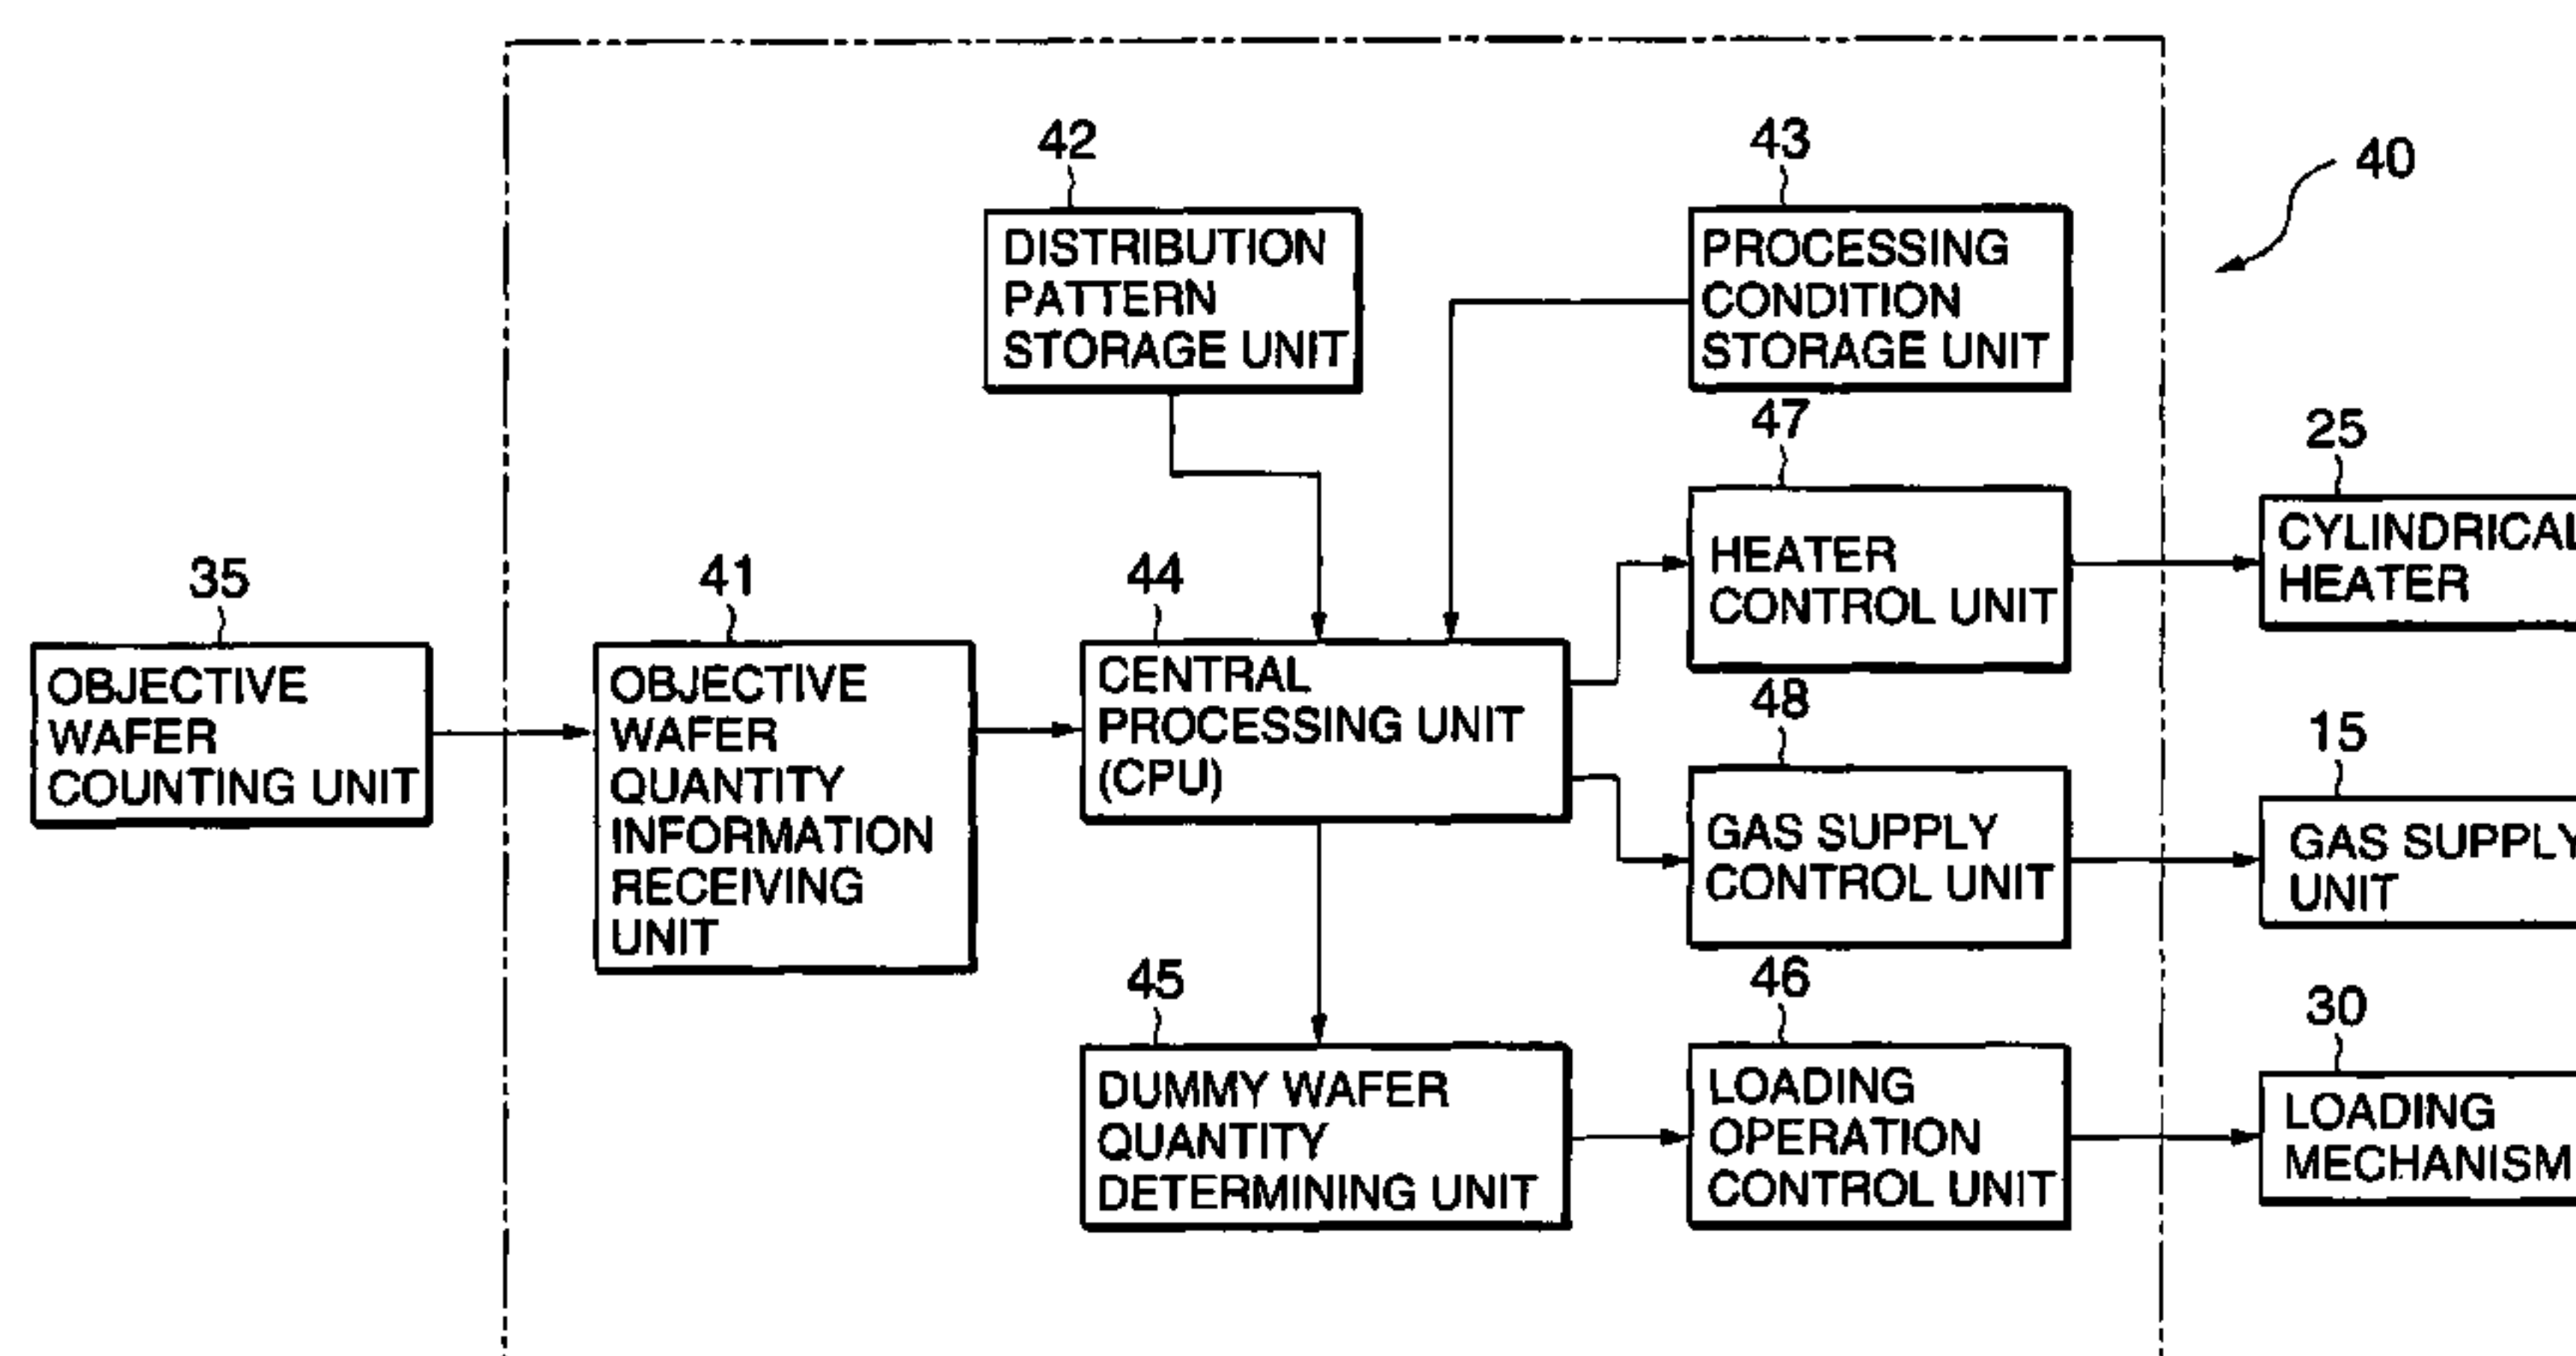 42
43
40
DISTRIBUTION
PATTERN
STORAGE UNIT
PROCESSING
CONDITION
STORAGE UNIT
47
25
HEATER
CONTROL UNIT
CYLINDRICAL
HEATER
35
41
44
OBJECTIVE
WAFER
COUNTING UNIT
OBJECTIVE
WAFER
QUANTITY
INFORMATION
RECEIVING
UNIT
CENTRAL
PROCESSING UNIT
(CPU)
48
15
GAS SUPPLY
CONTROL UNIT
GAS SUPPLY
UNIT
45
46
30
DUMMY WAFER
QUANTITY
DETERMINING UNIT
LOADING
OPERATION
CONTROL UNIT
LOADING
MECHANISM